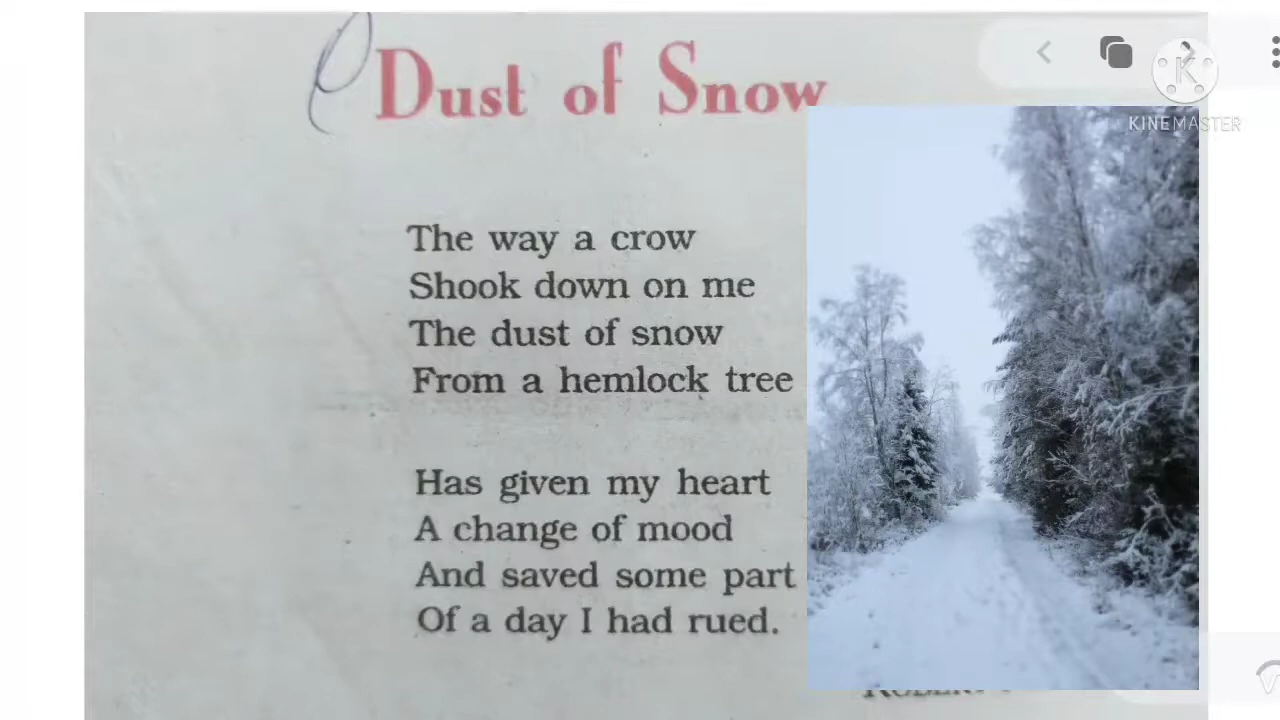 Dust of Snow
KINEMASTER
The way a crow
Shook down on me
The dust of snow
From a hemlock tree
Has given my heart
A change of mood
And saved some part
Of a day I had rued.